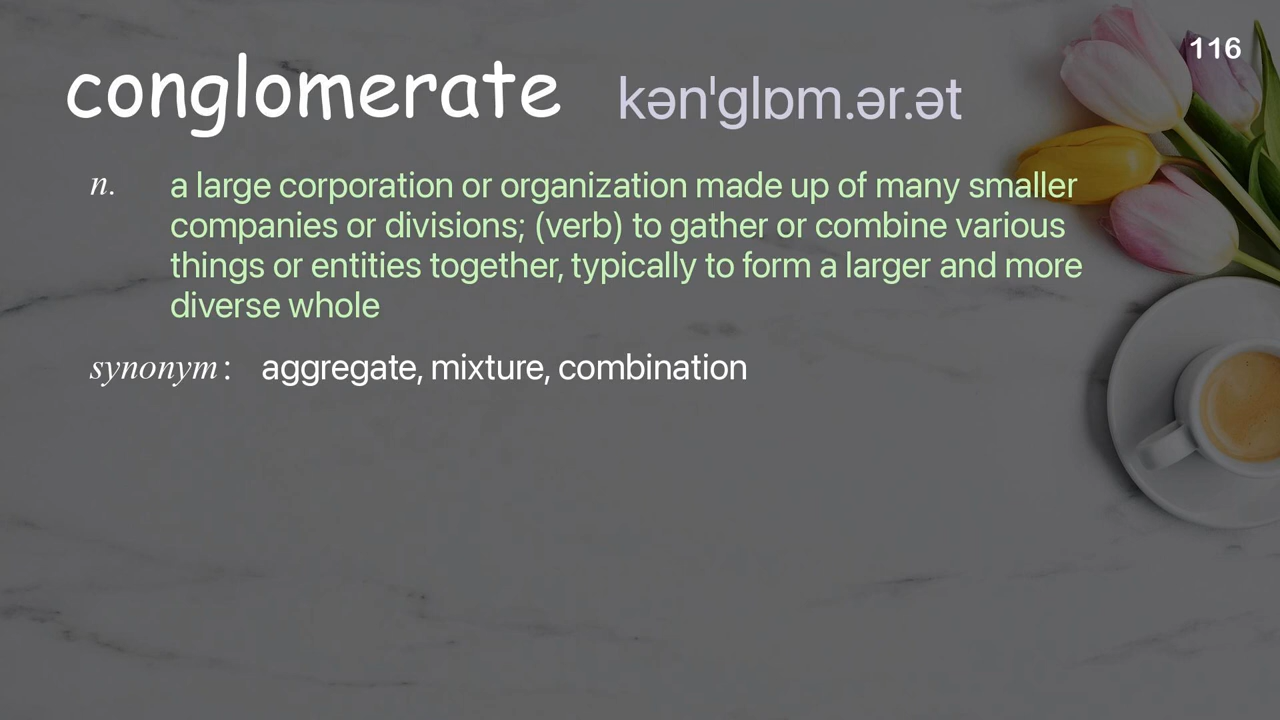 116
conglomerate kən'glɒm.ər.ət
n. a large corporation or organization made up of many smaller
companies or divisions; (verb) to gather or combine various
things or entities together, typically to form a larger and more
diverse whole
synonym: aggregate, mixture, combination